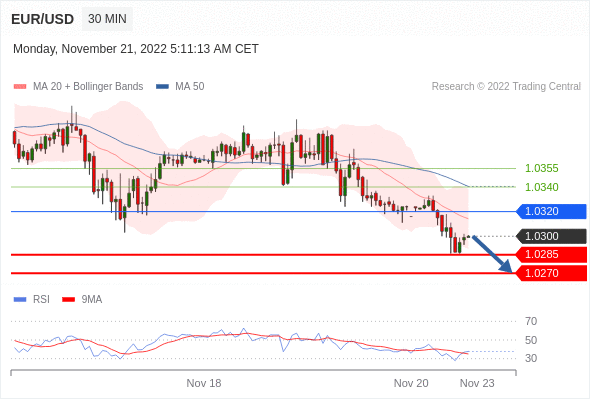 EUR/USD 30 MIN
Monday, November 21, 2022 5:11:13 AM CET
MA 20 + Bollinger Bands MA 50 Research © 2022 Trading Central
1.0355
1.0340
1.0320
1.0300
1.0285
1.0270
RSI 9MA
70
50
30
Nov 18 Nov 20 Nov 23